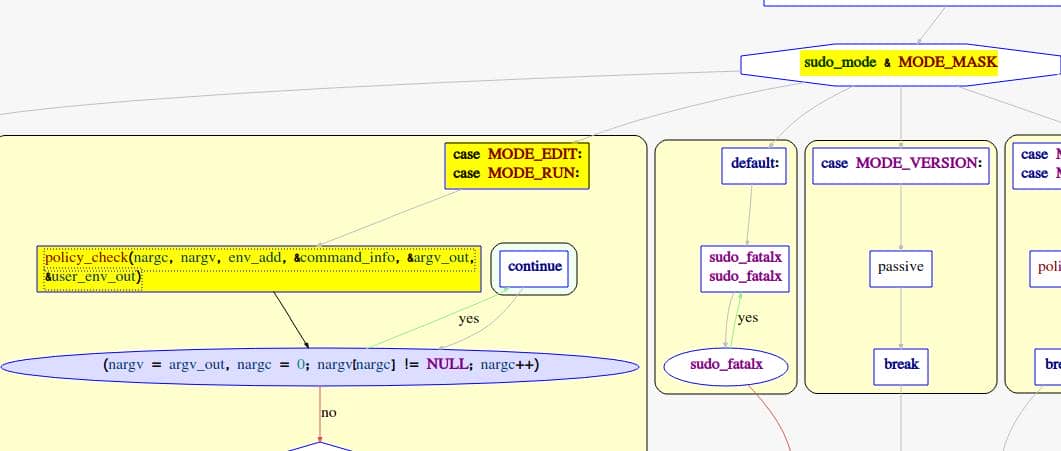 sudo_mode & MODE_MASK
case MODE_EDIT:
case MODE_RUN:
default:
case MODE_VERSION:
case
case
policy_check(nargc, nargv, env_add, &command_info, &argv_out,
&user_env_out)
continue
sudo_fatalx
sudo_fatalx
passive
poli
yes
yes
(nargv = argv_out, nargc = 0; nargv[nargc] != NULL; nargc++)
sudo_fatalx
break
bre
no